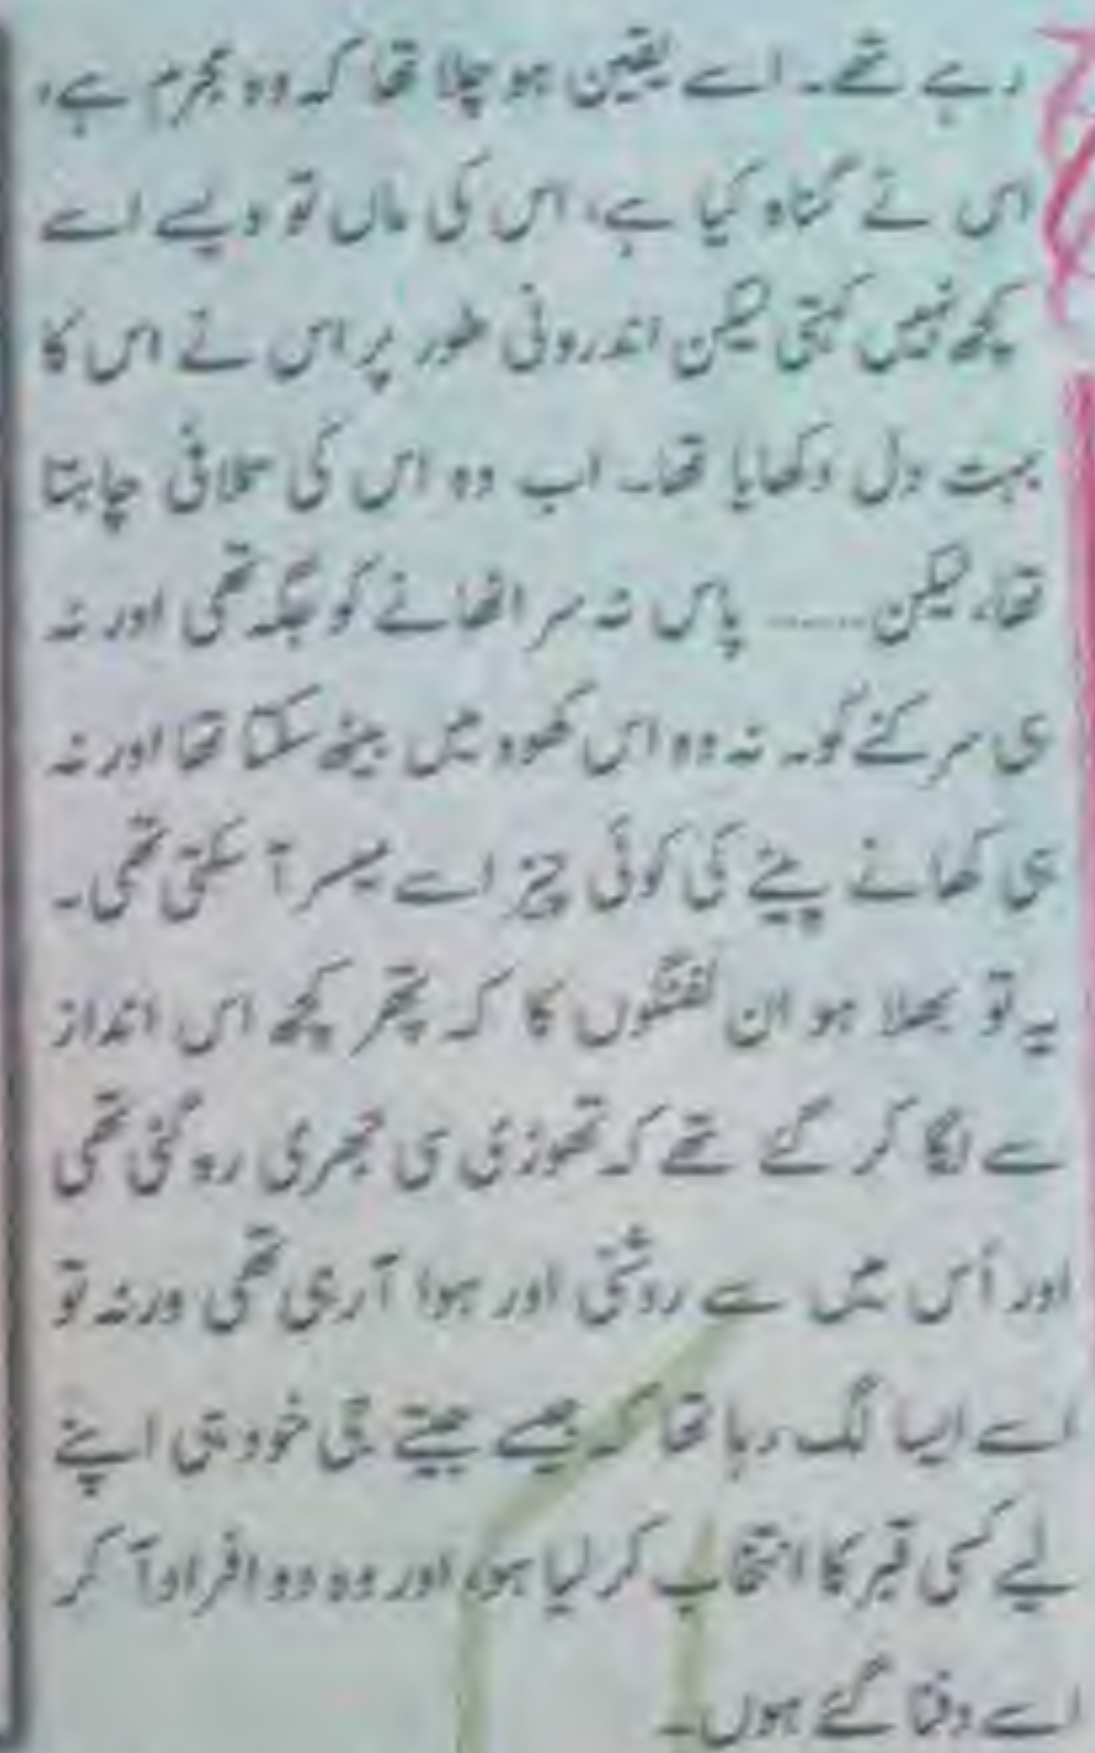 رہے تھے۔ اسے یقین ہو چلا تھا کہ وہ مجرم ہے،
اس نے گناہ کیا ہے، اس کی ماں تو ویسے اسے
کچھ نہیں کہتی لیکن اندرونی طور پر اس نے اس کا
بہت دل دکھایا تھا۔ اب وہ اس کی تلافی چاہتا
تھا، لیکن...... پاس نہ سر اٹھانے کو جگہ تھی اور نہ
ہی سرکنے کو۔ نہ وہ اس کھوہ میں بیٹھ سکتا تھا اور نہ
ہی کھانے پینے کی کوئی چیز اسے میسر آ سکتی تھی۔
یہ تو بھلا ہو ان لفنگوں کا کہ پتھر کچھ اس انداز
سے لگا کر گئے تھے کہ تھوڑی سی جھری رہ گئی تھی
اور اُس میں سے روشنی اور ہوا آ رہی تھی ورنہ تو
اسے ایسا لگ رہا تھا کہ جیسے جیتے جی خود ہی اپنے
لیے کسی قبر کا انتخاب کر لیا ہو، اور وہ دو افراد آ کر
اسے دفنا گئے ہوں۔